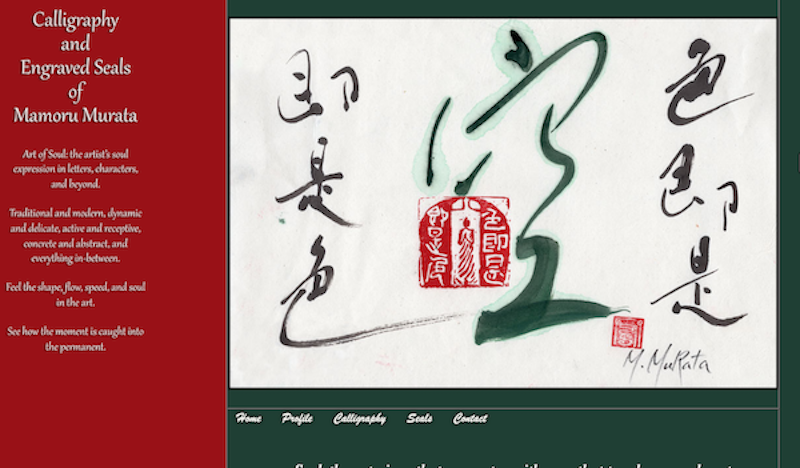 Calligraphy
and
Engraved Seals
of
Mamoru Murata
Art of Soul: the artist's soul
expression in letters, characters,
and beyond.
Traditional and modern, dynamic
and delicate, active and receptive,
concrete and abstract, and
everything in-between.
Feel the shape, flow, speed, and soul
in the art.
See how the moment is caught into
the permanent.
色即是
空
即是色
色即是
M. MuRata
Home Profile Calligraphy Seals Contact